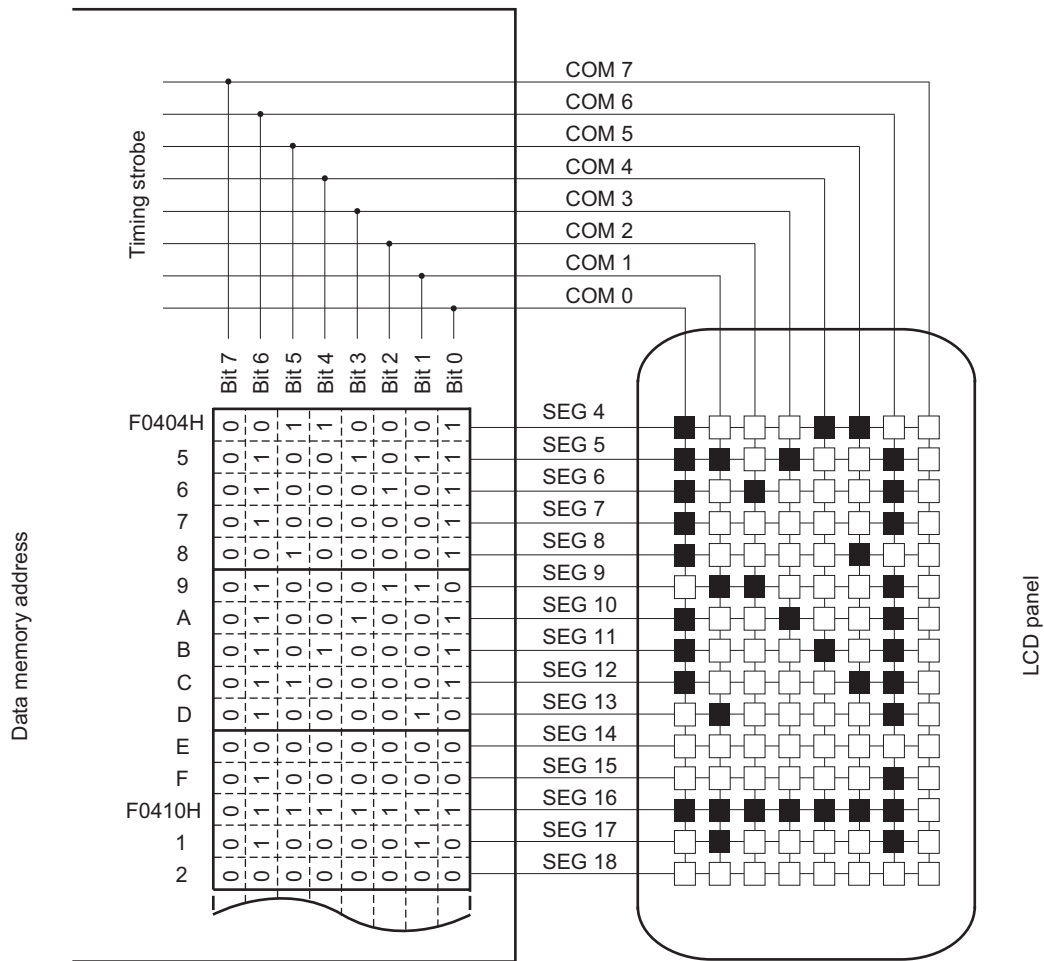 COM 7
COM 6
COM 5
COM 4
COM 3
COM 2
COM 1
COM 0
Timing strobe
Bit 7 Bit 6 Bit 5 Bit 4 Bit 3 Bit 2 Bit 1 Bit 0
F0404H 0 0 1 1 0 0 0 1 SEG 4
5 0 1 0 0 1 0 1 1 SEG 5
6 0 1 0 0 0 1 0 1 SEG 6
7 0 1 0 0 0 0 0 1 SEG 7
8 0 0 1 0 0 0 0 1 SEG 8
9 0 1 0 0 0 1 1 0 SEG 9
A 0 1 0 0 1 0 0 1 SEG 10
B 0 1 0 1 0 0 0 1 SEG 11
C 0 1 1 0 0 0 0 1 SEG 12
D 0 1 0 0 0 0 1 0 SEG 13
E 0 0 0 0 0 0 0 0 SEG 14
F 0 1 0 0 0 0 0 0 SEG 15
F0410H 0 1 1 1 1 1 1 1 SEG 16
1 0 1 0 0 0 0 1 0 SEG 17
2 0 0 0 0 0 0 0 0 SEG 18
Data memory address
LCD panel